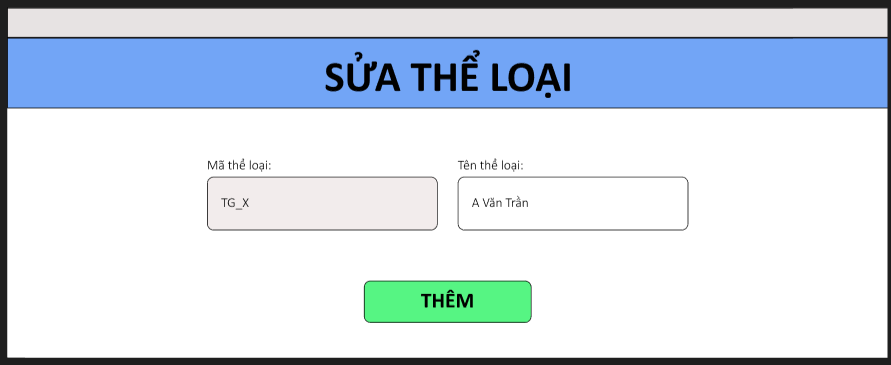 SỬA THỂ LOẠI
Mã thể loại:
Tên thể loại:
TG_X
A Văn Trần
THÊM